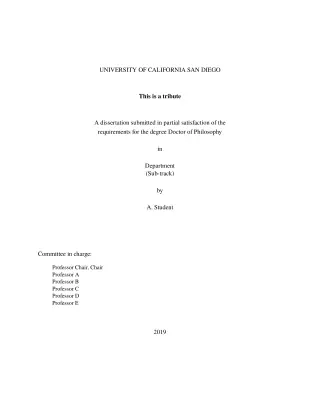 UNIVERSITY OF CALIFORNIA SAN DIEGO
This is a tribute
A dissertation submitted in partial satisfaction of the
requirements for the degree Doctor of Philosophy
in
Department
(Sub-track)
by
A. Student
Committee in charge:
Professor Chair, Chair
Professor A
Professor B
Professor C
Professor D
Professor E
2019